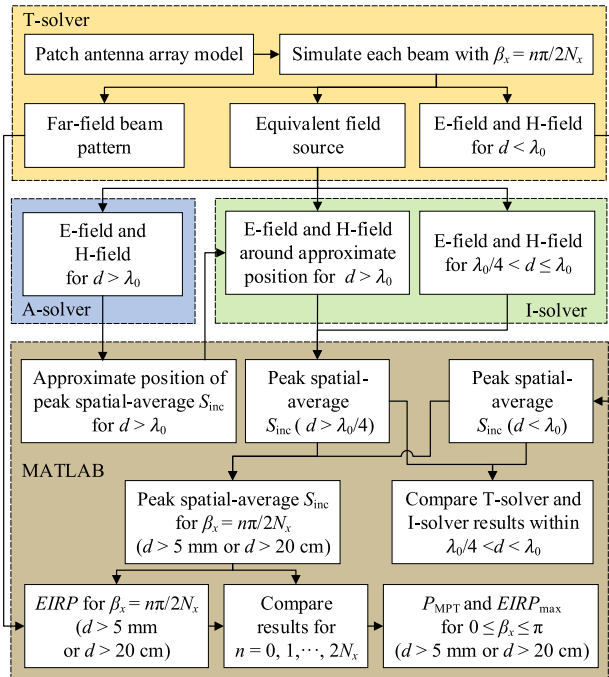 T-solver
Patch antenna array model
Simulate each beam with βx = nπ/2Nx
Far-field beam
pattern
Equivalent field
source
E-field and H-field
for d < λ0
E-field and
H-field
for d > λ0
A-solver
E-field and H-field
around approximate
position for d > λ0
E-field and H-field
for λ0/4 < d ≤ λ0
I-solver
Approximate position of
peak spatial-average Sinc
for d > λ0
Peak spatial-
average
Sinc ( d > λ0/4)
Peak spatial-
average
Sinc (d < λ0)
MATLAB
Peak spatial-average Sinc
for βx = nπ/2Nx
(d > 5 mm or d > 20 cm)
Compare T-solver and
I-solver results within
λ0/4 <d < λ0
EIRP for βx = nπ/2Nx
(d > 5 mm
or d > 20 cm)
Compare
results for
n = 0, 1,···, 2Nx
PMPT and EIRPmax
for 0 ≤ βx ≤ π
(d > 5 mm or d > 20 cm)